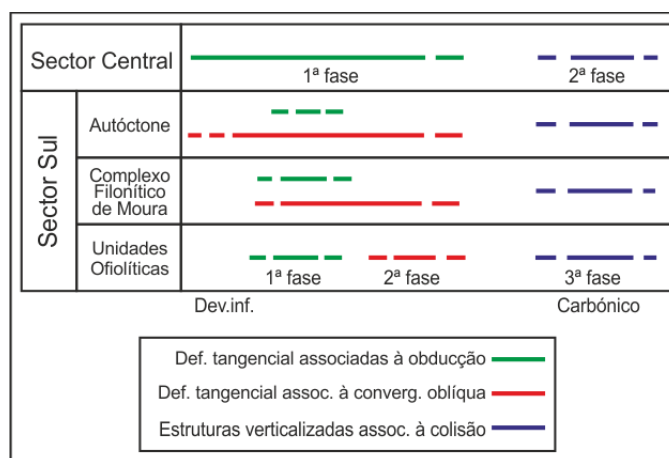 Sector Central
1ª fase
2ª fase
Sector Sul
Autóctone
Complexo
Filonítico
de Moura
Unidades
Ofiolíticas
1ª fase
2ª fase
3ª fase
Dev.inf.
Carbónico
Def. tangencial associadas à obducção
Def. tangencial assoc. à converg. oblíqua
Estruturas verticalizadas assoc. à colisão